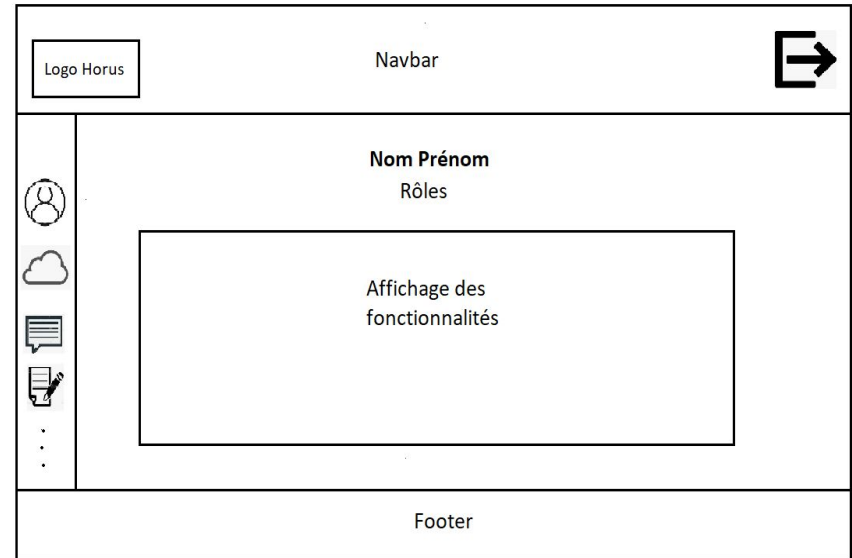 Logo Horus
Navbar
Nom Prénom
Rôles
Affichage des
fonctionnalités
Footer